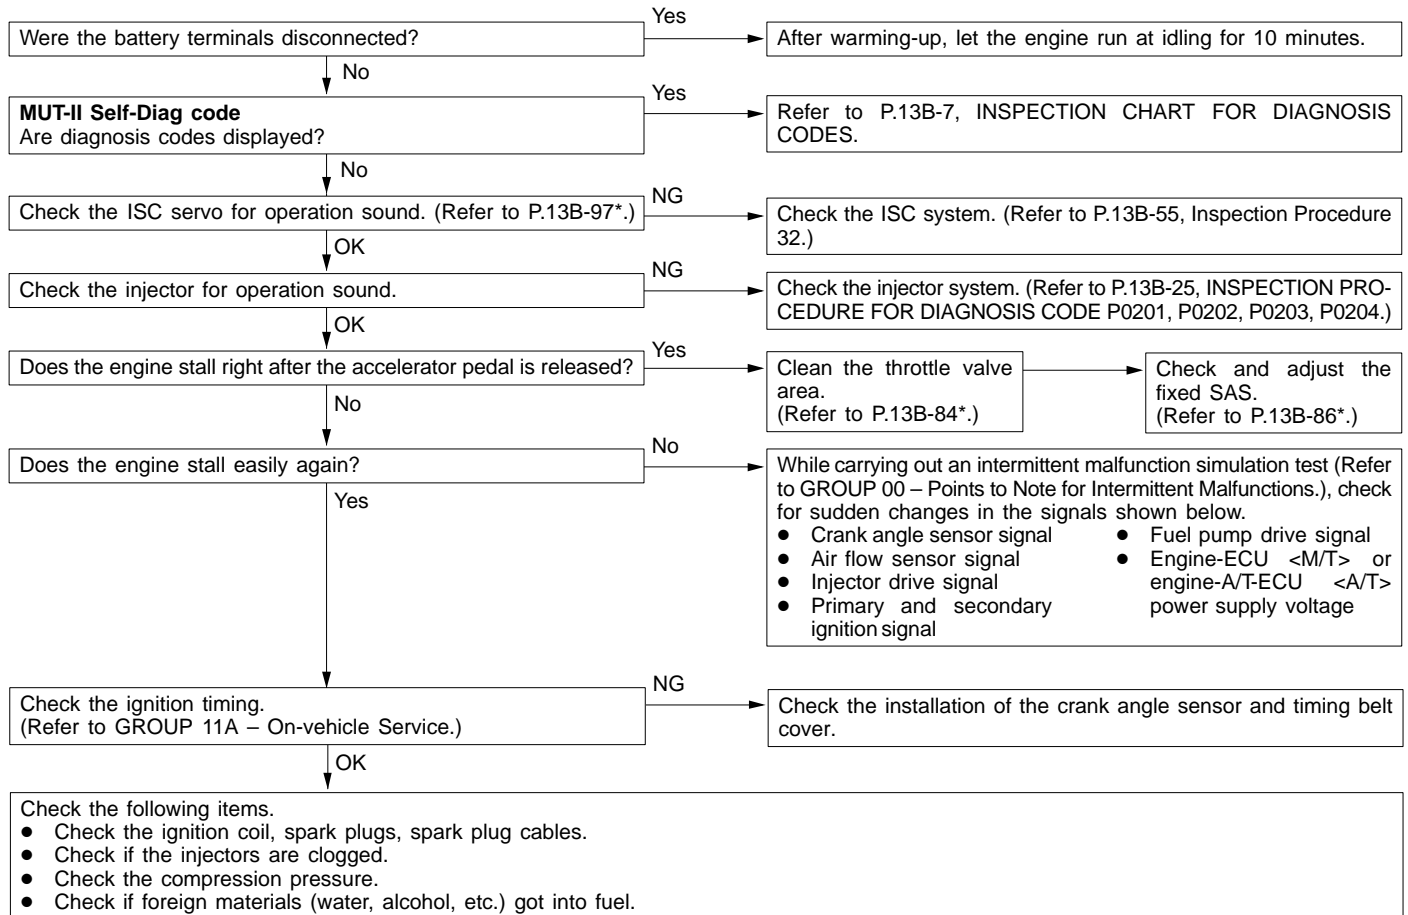 Yes
Were the battery terminals disconnected?
After warming-up, let the engine run at idling for 10 minutes.
No
MUT-II Self-Diag code
Are diagnosis codes displayed?
Yes
Refer to P.13B-7, INSPECTION CHART FOR DIAGNOSIS
CODES.
No
Check the ISC servo for operation sound. (Refer to P.13B-97*.)
NG
Check the ISC system. (Refer to P.13B-55, Inspection Procedure
32.)
OK
Check the injector for operation sound.
NG
Check the injector system. (Refer to P.13B-25, INSPECTION PRO-
CEDURE FOR DIAGNOSIS CODE P0201, P0202, P0203, P0204.)
OK
Does the engine stall right after the accelerator pedal is released?
Yes
Clean the throttle valve
area.
(Refer to P.13B-84*.)
Check and adjust the
fixed SAS.
(Refer to P.13B-86*.)
No
Does the engine stall easily again?
No
While carrying out an intermittent malfunction simulation test (Refer
to GROUP 00 – Points to Note for Intermittent Malfunctions.), check
for sudden changes in the signals shown below.
● Crank angle sensor signal
● Air flow sensor signal
● Injector drive signal
● Primary and secondary
ignition signal
● Fuel pump drive signal
● Engine-ECU <M/T> or
engine-A/T-ECU <A/T>
power supply voltage
Yes
Check the ignition timing.
(Refer to GROUP 11A – On-vehicle Service.)
NG
Check the installation of the crank angle sensor and timing belt
cover.
OK
Check the following items.
● Check the ignition coil, spark plugs, spark plug cables.
● Check if the injectors are clogged.
● Check the compression pressure.
● Check if foreign materials (water, alcohol, etc.) got into fuel.